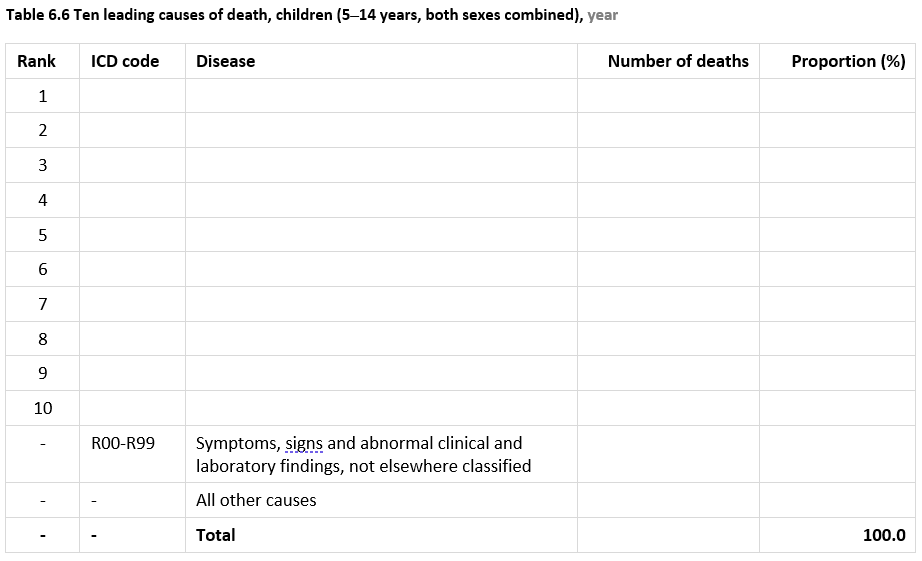 Table 6.6 Ten leading causes of death, children (5–14 years, both sexes combined), year
Rank ICD code Disease Number of deaths Proportion (%)
1
2
3
4
5
6
7
8
9
10
- R00-R99 Symptoms, signs and abnormal clinical and
laboratory findings, not elsewhere classified
- - All other causes
- - Total 100.0